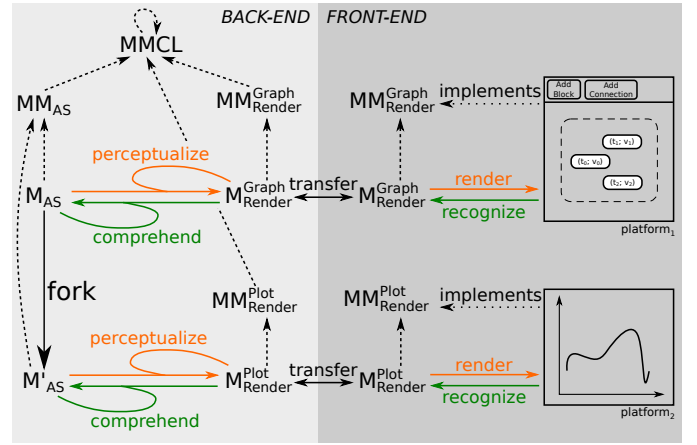 BACK-END FRONT-END
MMCL
MM_AS
MM^Graph_Render
MM^Graph_Render
implements
Add Block
Add Connection
(t₁; v₁)
(t₀; v₀)
(t₂; v₂)
perceptualize
M_AS
M^Graph_Render
transfer
M^Graph_Render
render
recognize
comprehend
platform₁
fork
MM^Plot_Render
MM^Plot_Render
implements
perceptualize
M'_AS
M^Plot_Render
transfer
M^Plot_Render
render
recognize
comprehend
platform₂